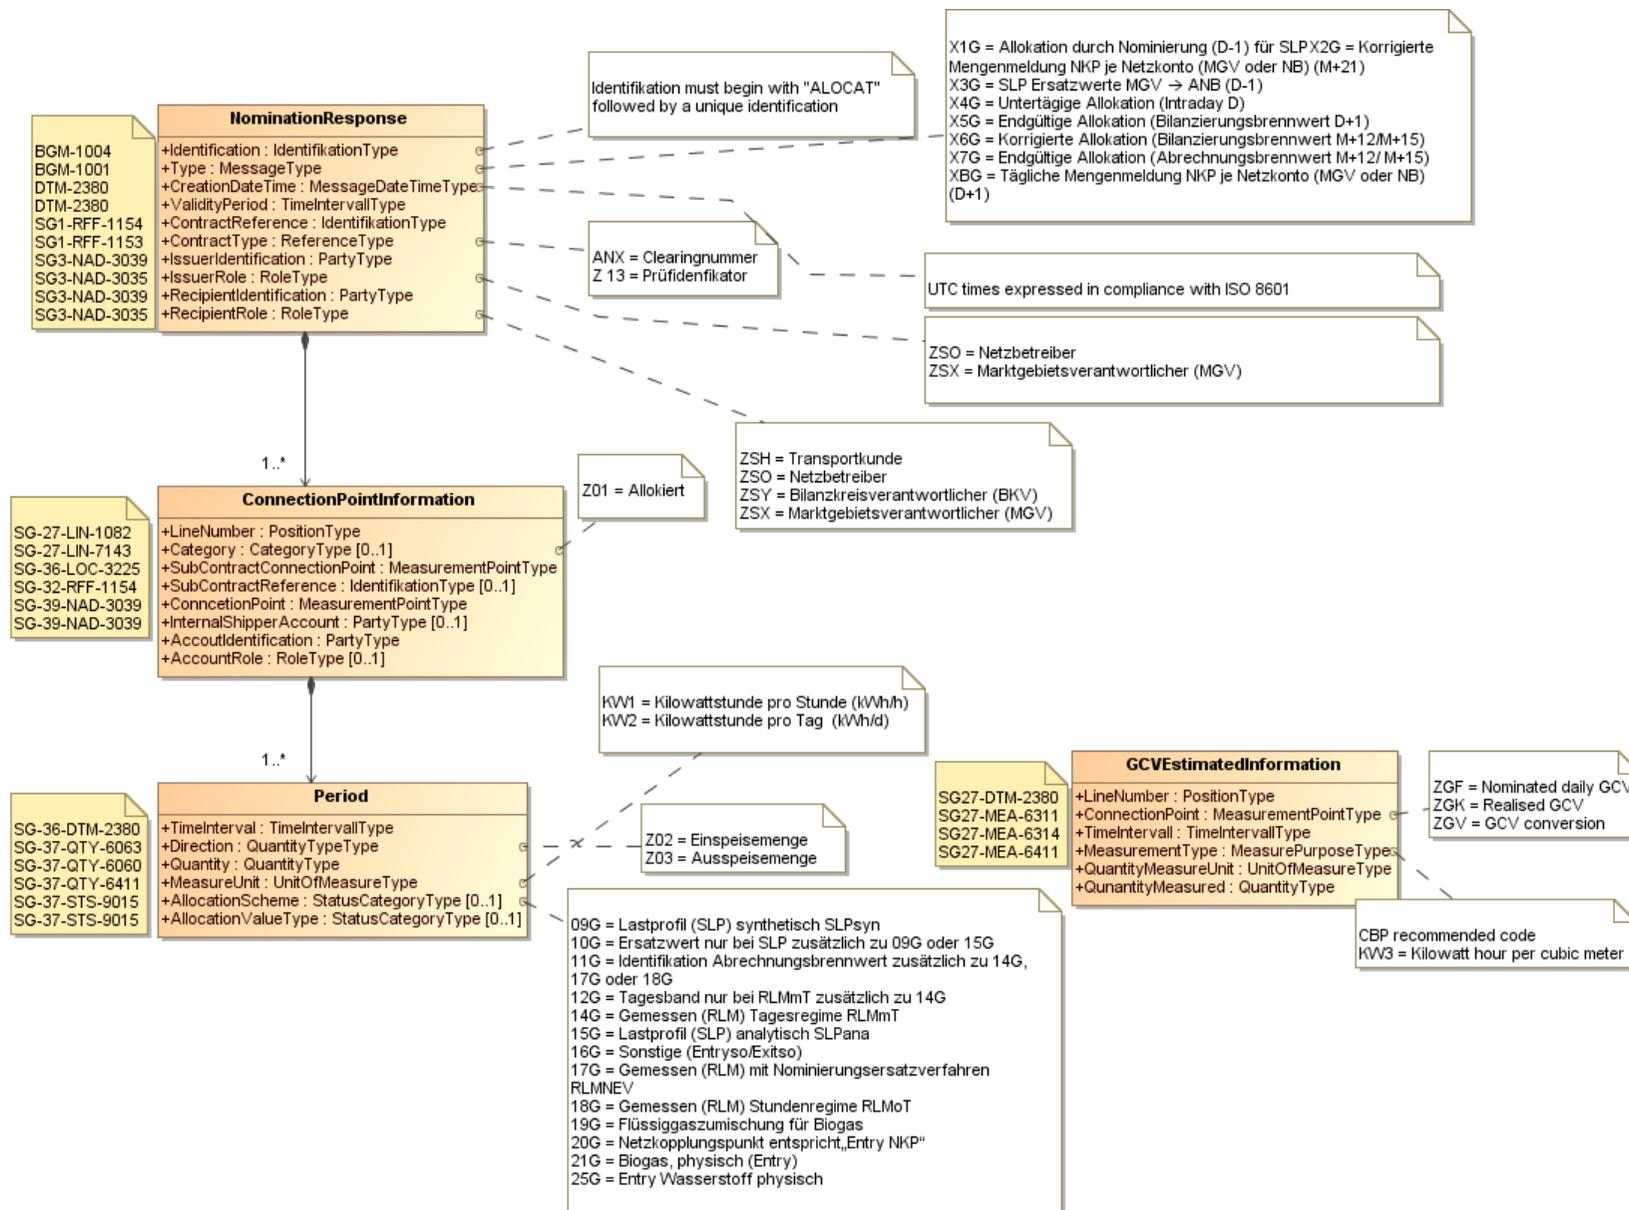 Identifikation must begin with "ALOCAT"
followed by a unique identification
X1G = Allokation durch Nominierung (D-1) für SLPX2G = Korrigierte
Mengenmeldung NKP je Netzkonto (MGV oder NB) (M+21)
X3G = SLP Ersatzwerte MGV → ANB (D-1)
X4G = Untertägige Allokation (Intraday D)
X5G = Endgültige Allokation (Bilanzierungsbrennwert D+1)
X6G = Korrigierte Allokation (Bilanzierungsbrennwert M+12/M+15)
X7G = Endgültige Allokation (Abrechnungsbrennwert M+12/ M+15)
XBG = Tägliche Mengenmeldung NKP je Netzkonto (MGV oder NB)
(D+1)
BGM-1004
BGM-1001
DTM-2380
DTM-2380
SG1-RFF-1154
SG1-RFF-1153
SG3-NAD-3039
SG3-NAD-3035
SG3-NAD-3039
SG3-NAD-3035
NominationResponse
+Identification : IdentifikationType
+Type : MessageType
+CreationDateTime : MessageDateTimeType
+ValidityPeriod : TimeIntervallType
+ContractReference : IdentifikationType
+ContractType : ReferenceType
+IssuerIdentification : PartyType
+IssuerRole : RoleType
+RecipientIdentification : PartyType
+RecipientRole : RoleType
ANX = Clearingnummer
Z 13 = Prüfidenfikator
UTC times expressed in compliance with ISO 8601
ZSO = Netzbetreiber
ZSX = Marktgebietsverantwortlicher (MGV)
ZSH = Transportkunde
ZSO = Netzbetreiber
ZSY = Bilanzkreisverantwortlicher (BKV)
ZSX = Marktgebietsverantwortlicher (MGV)
1..*
Z01 = Allokiert
SG-27-LIN-1082
SG-27-LIN-7143
SG-36-LOC-3225
SG-32-RFF-1154
SG-39-NAD-3039
SG-39-NAD-3039
ConnectionPointInformation
+LineNumber : PositionType
+Category : CategoryType [0..1]
+SubContractConnectionPoint : MeasurementPointType
+SubContractReference : IdentifikationType [0..1]
+ConncetionPoint : MeasurementPointType
+InternalShipperAccount : PartyType [0..1]
+AccoutIdentification : PartyType
+AccountRole : RoleType [0..1]
KW1 = Kilowattstunde pro Stunde (kWh/h)
KW2 = Kilowattstunde pro Tag  (kWh/d)
1..*
SG-36-DTM-2380
SG-37-QTY-6063
SG-37-QTY-6060
SG-37-QTY-6411
SG-37-STS-9015
SG-37-STS-9015
Period
+TimeInterval : TimeIntervallType
+Direction : QuantityTypeType
+Quantity : QuantityType
+MeasureUnit : UnitOfMeasureType
+AllocationScheme : StatusCategoryType [0..1]
+AllocationValueType : StatusCategoryType [0..1]
Z02 = Einspeisemenge
Z03 = Ausspeisemenge
SG27-DTM-2380
SG27-MEA-6311
SG27-MEA-6314
SG27-MEA-6411
GCVEstimatedInformation
+LineNumber : PositionType
+ConnectionPoint : MeasurementPointType
+TimeIntervall : TimeIntervallType
+MeasurementType : MeasurePurposeType
+QuantityMeasureUnit : UnitOfMeasureType
+QunantityMeasured : QuantityType
ZGF = Nominated daily GCV
ZGK = Realised GCV
ZGV = GCV conversion
CBP recommended code
KW3 = Kilowatt hour per cubic meter
09G = Lastprofil (SLP) synthetisch SLPsyn
10G = Ersatzwert nur bei SLP zusätzlich zu 09G oder 15G
11G = Identifikation Abrechnungsbrennwert zusätzlich zu 14G,
17G oder 18G
12G = Tagesband nur bei RLMmT zusätzlich zu 14G
14G = Gemessen (RLM) Tagesregime RLMmT
15G = Lastprofil (SLP) analytisch SLPana
16G = Sonstige (Entryso/Exitso)
17G = Gemessen (RLM) mit Nominierungsersatzverfahren
RLMNEV
18G = Gemessen (RLM) Stundenregime RLMoT
19G = Flüssiggaszumischung für Biogas
20G = Netzkopplungspunkt entspricht„Entry NKP“
21G = Biogas, physisch (Entry)
25G = Entry Wasserstoff physisch